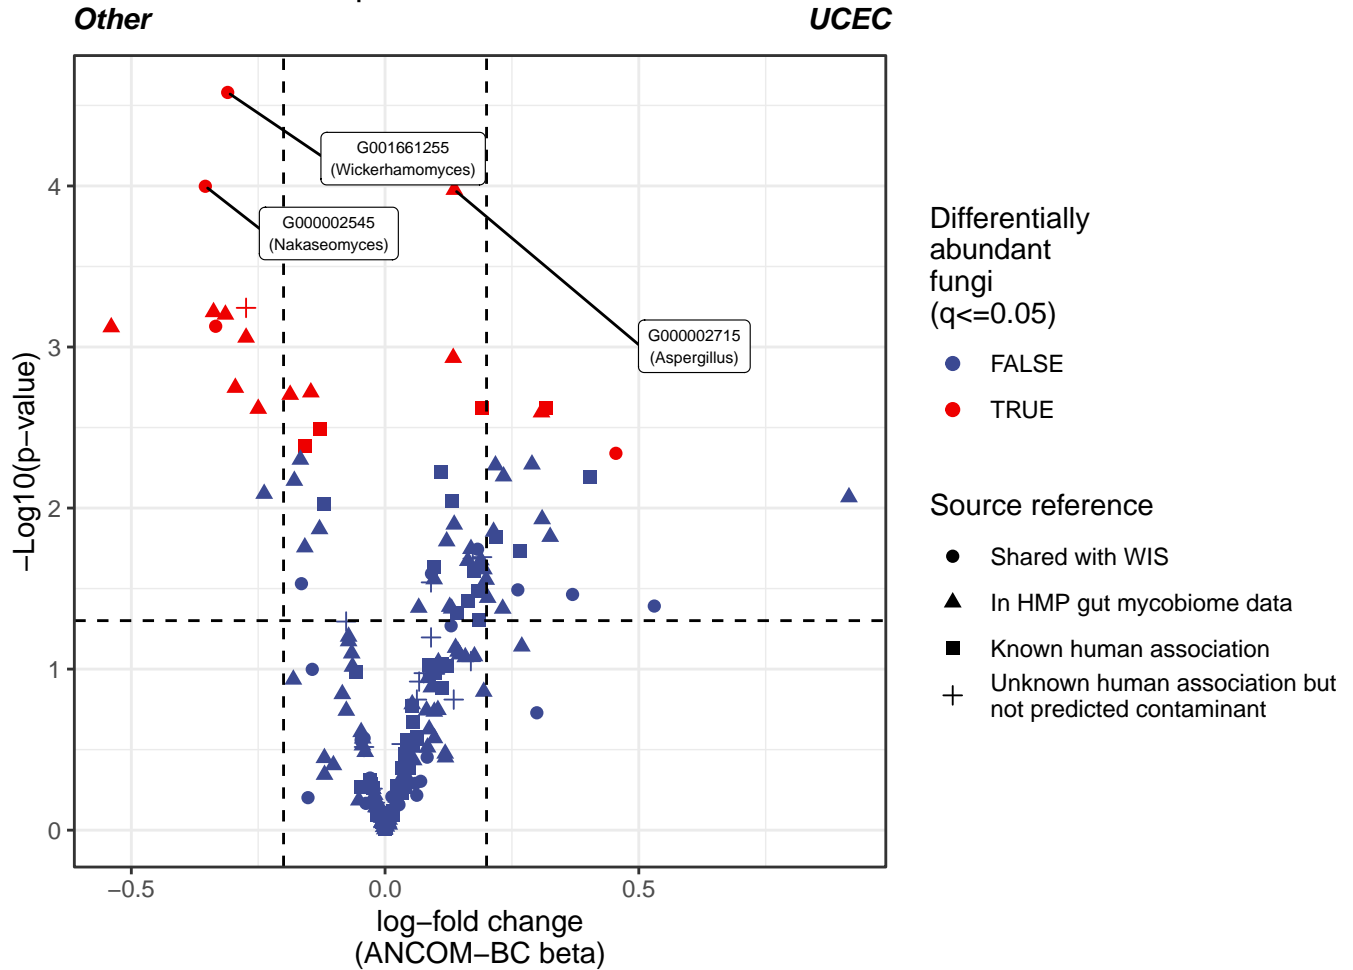 Other
UCEC
G001661255
(Wickerhamomyces)
G000002545
(Nakaseomyces)
G000002715
(Aspergillus)
4
3
2
1
0
−Log10(p−value)
−0.5
0.0
0.5
log−fold change
(ANCOM−BC beta)
Differentially
abundant
fungi
(q<=0.05)
FALSE
TRUE
Source reference
Shared with WIS
In HMP gut mycobiome data
Known human association
Unknown human association but
not predicted contaminant